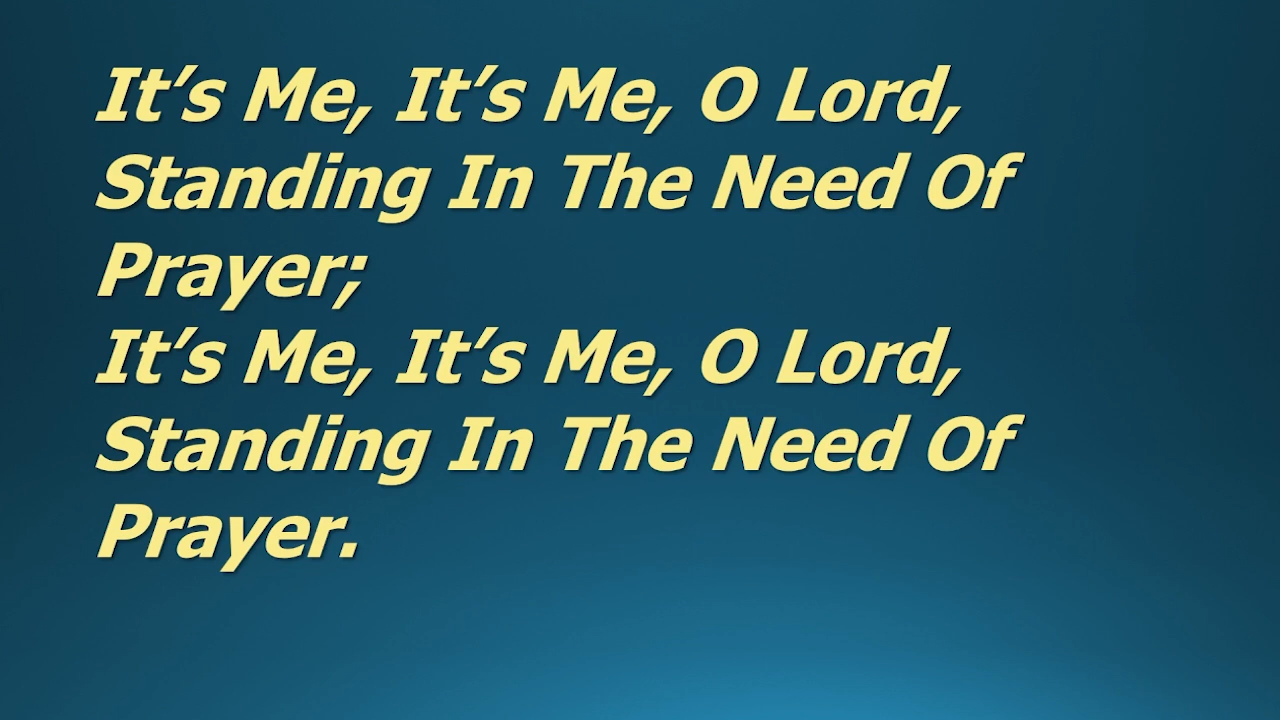 It’s Me, It’s Me, O Lord,
Standing In The Need Of
Prayer;
It’s Me, It’s Me, O Lord,
Standing In The Need Of
Prayer.